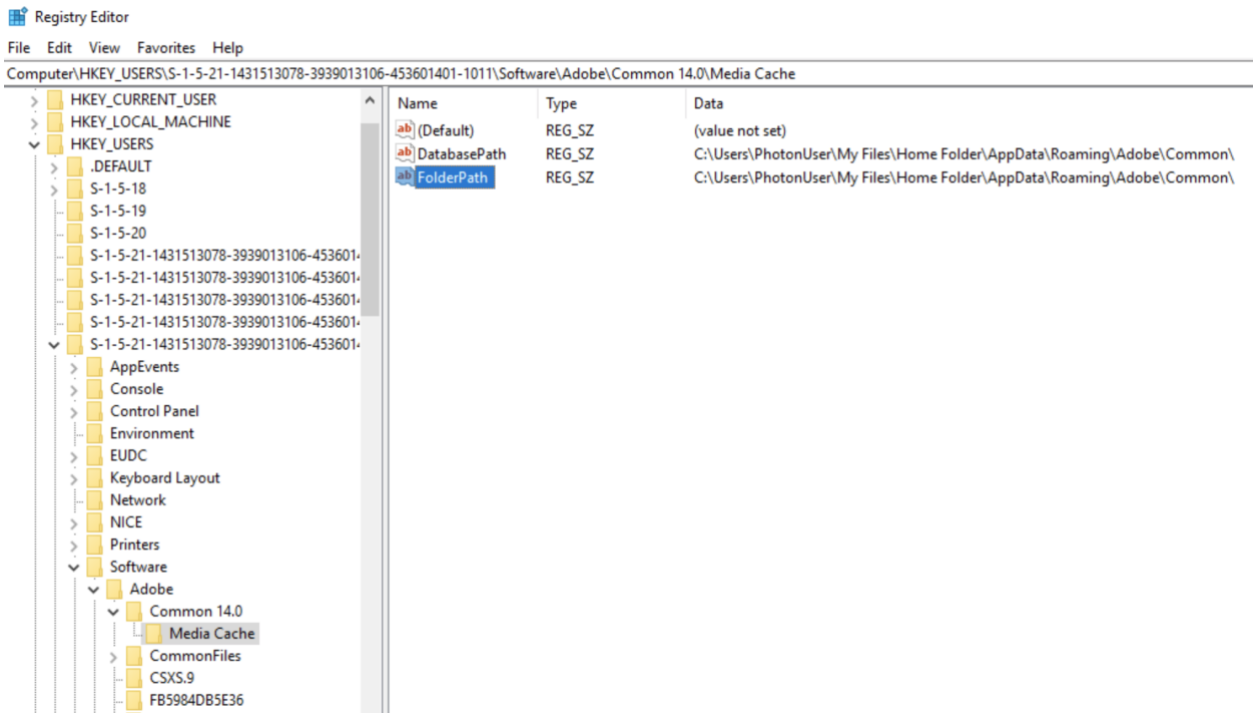 Registry Editor
File Edit View Favorites Help
Computer\HKEY_USERS\S-1-5-21-1431513078-3939013106-453601401-1011\Software\Adobe\Common 14.0\Media Cache
HKEY_CURRENT_USER
HKEY_LOCAL_MACHINE
HKEY_USERS
.DEFAULT
S-1-5-18
S-1-5-19
S-1-5-20
S-1-5-21-1431513078-3939013106-453601
S-1-5-21-1431513078-3939013106-453601
S-1-5-21-1431513078-3939013106-453601
S-1-5-21-1431513078-3939013106-453601
S-1-5-21-1431513078-3939013106-453601
AppEvents
Console
Control Panel
Environment
EUDC
Keyboard Layout
Network
NICE
Printers
Software
Adobe
Common 14.0
Media Cache
CommonFiles
CSXS.9
FB5984DB5E36
Name Type Data
ab (Default) REG_SZ (value not set)
ab DatabasePath REG_SZ C:\Users\PhotonUser\My Files\Home Folder\AppData\Roaming\Adobe\Common\
ab FolderPath REG_SZ C:\Users\PhotonUser\My Files\Home Folder\AppData\Roaming\Adobe\Common\